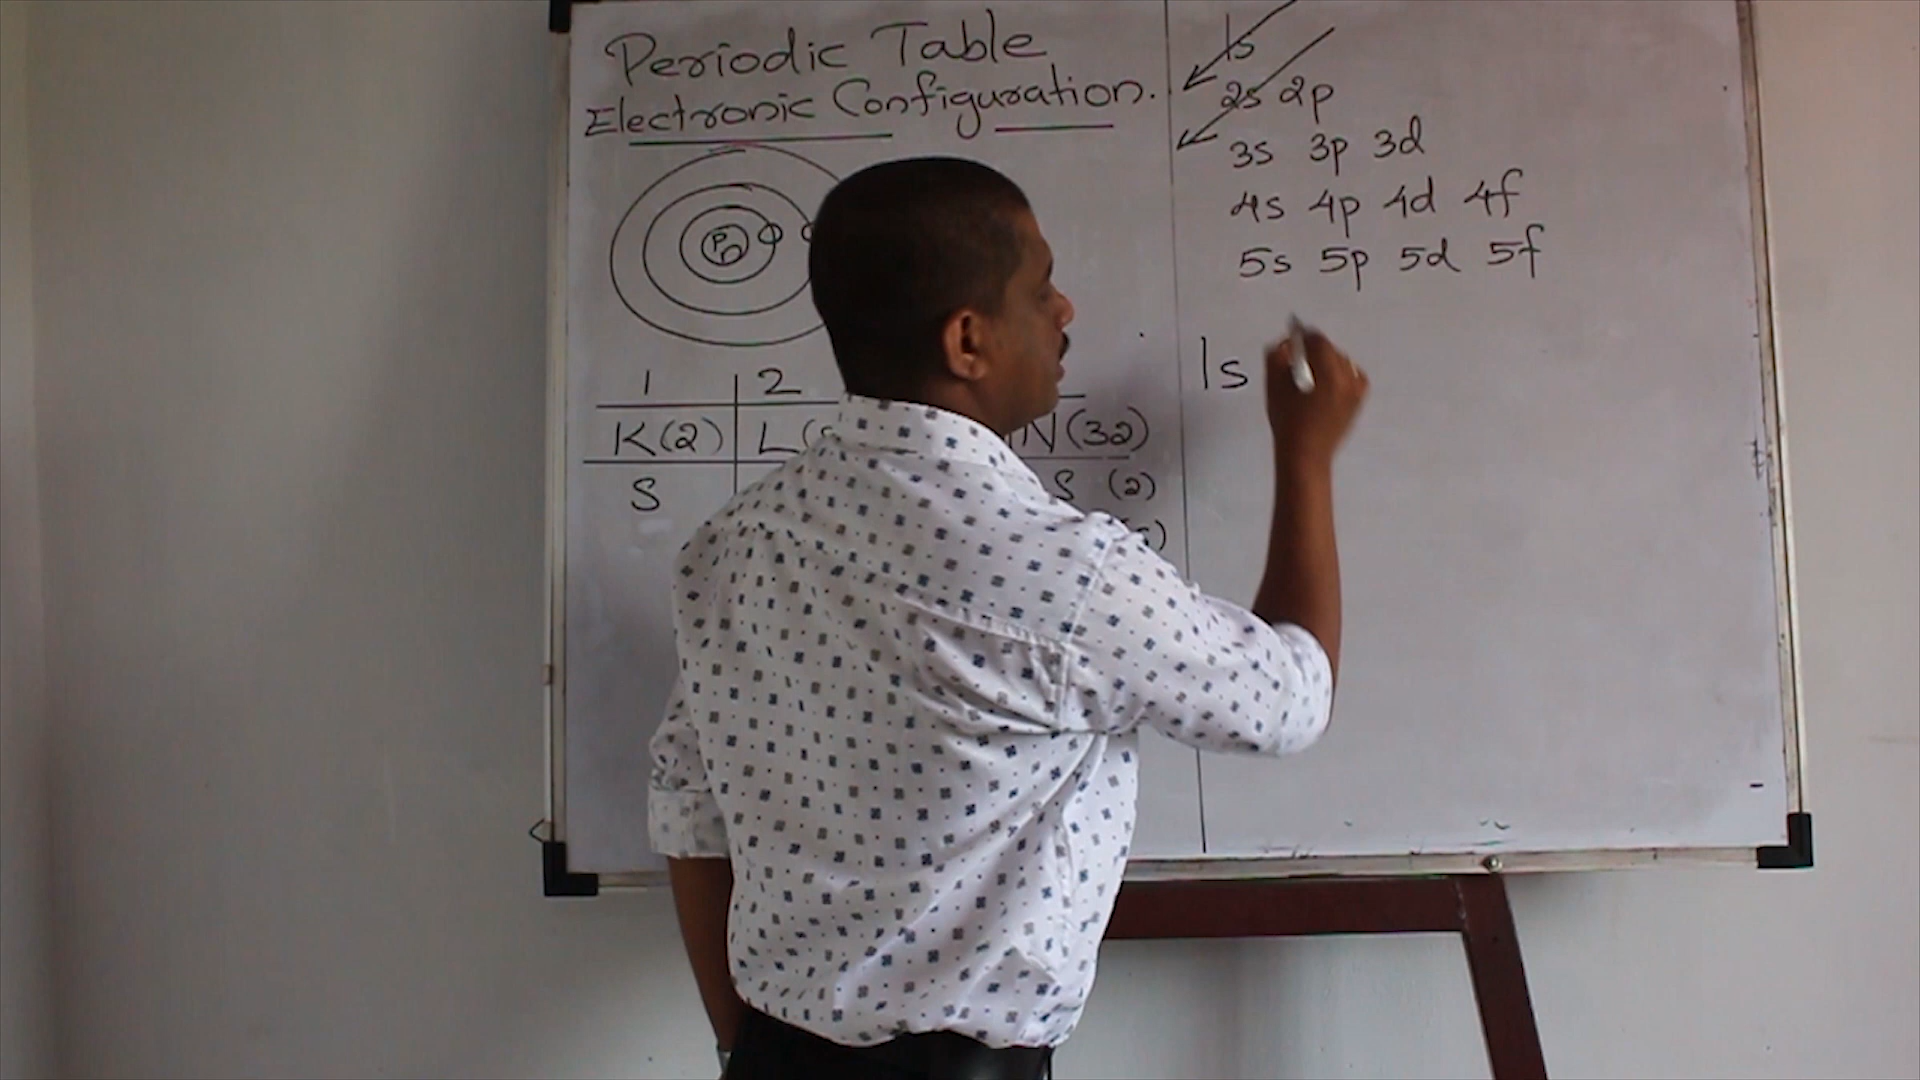 Periodic Table
Electronic Configuration.
1 2
K(2) L( N(32)
S S (2)
1s
2s 2p
3s 3p 3d
4s 4p 4d 4f
5s 5p 5d 5f
1s